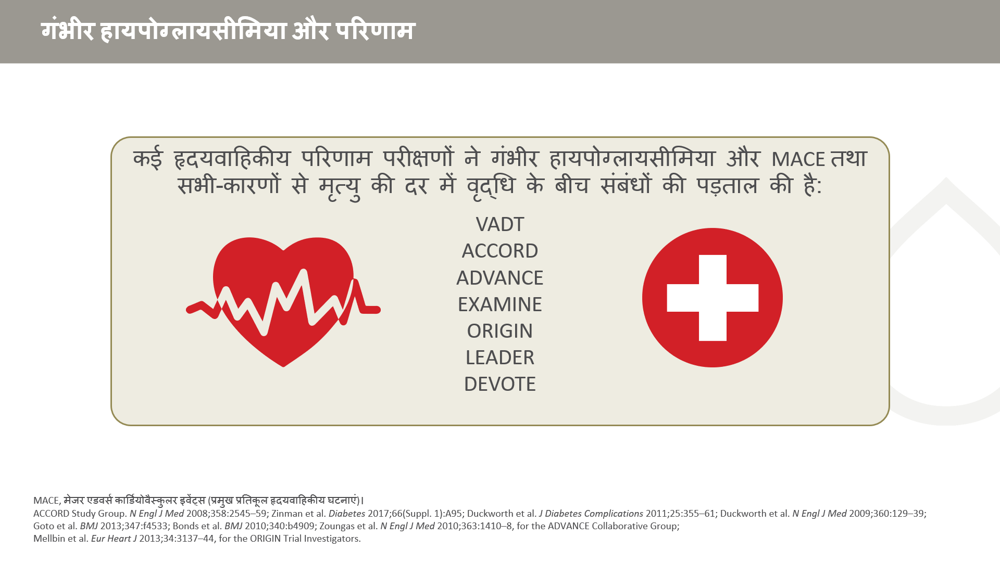 गंभीर हायपोग्लायसीमिया और परिणाम
कई हृदयवाहिकीय परिणाम परीक्षणों ने गंभीर हायपोग्लायसीमिया और MACE तथा
सभी-कारणों से मृत्यु की दर में वृद्धि के बीच संबंधों की पड़ताल की है:
VADT
ACCORD
ADVANCE
EXAMINE
ORIGIN
LEADER
DEVOTE
MACE, मेजर एडवर्स कार्डियोवैस्कुलर इवेंट्स (प्रमुख प्रतिकूल हृदयवाहिकीय घटनाएं)।
ACCORD Study Group. N Engl J Med 2008;358:2545–59; Zinman et al. Diabetes 2017;66(Suppl. 1):A95; Duckworth et al. J Diabetes Complications 2011;25:355–61; Duckworth et al. N Engl J Med 2009;360:129–39;
Goto et al. BMJ 2013;347:f4533; Bonds et al. BMJ 2010;340:b4909; Zoungas et al. N Engl J Med 2010;363:1410–8, for the ADVANCE Collaborative Group;
Mellbin et al. Eur Heart J 2013;34:3137–44, for the ORIGIN Trial Investigators.